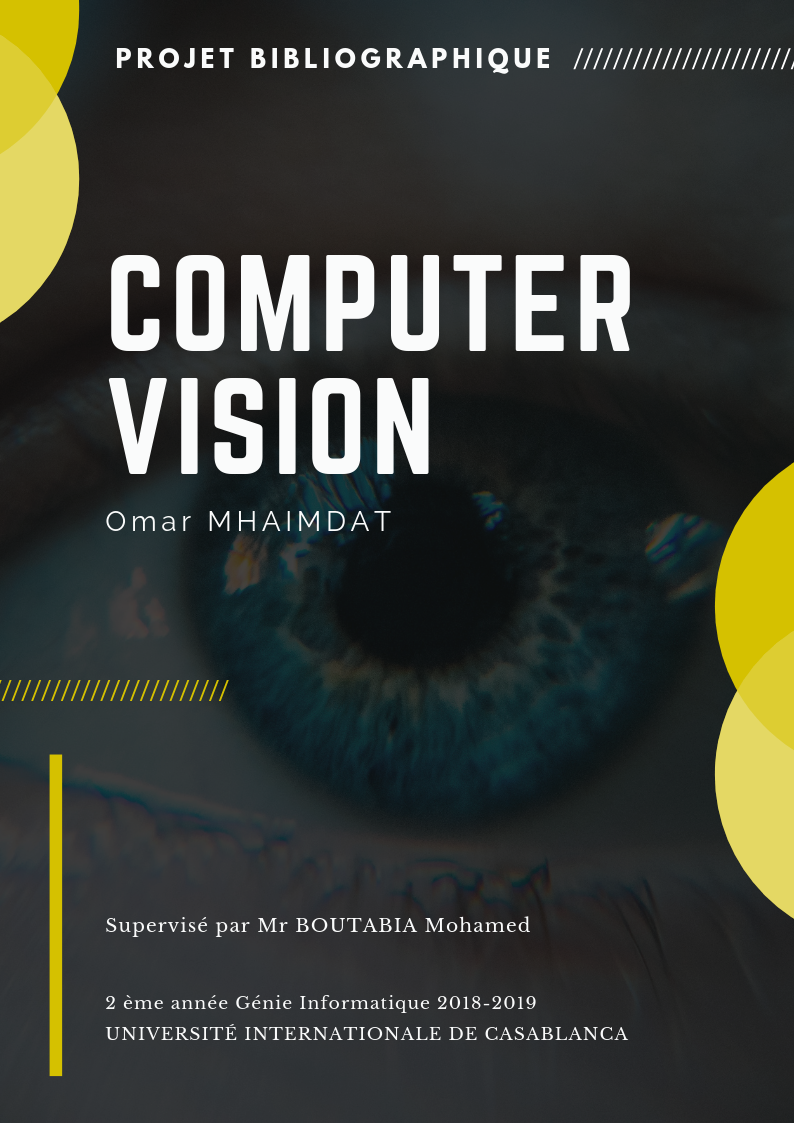 PROJET BIBLIOGRAPHIQUE
COMPUTER
VISION
Omar MHAIMDAT
Supervisé par Mr BOUTABIA Mohamed
2 ème année Génie Informatique 2018-2019
UNIVERSITÉ INTERNATIONALE DE CASABLANCA